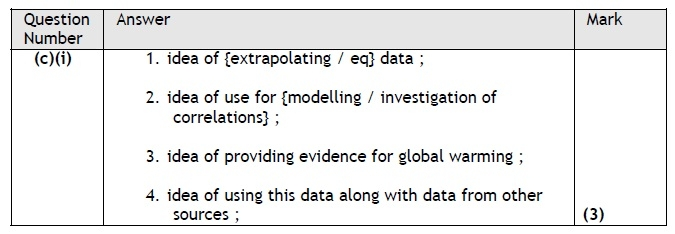 Question Number
Answer
Mark
(c)(i)
1. idea of {extrapolating / eq} data ;
2. idea of use for {modelling / investigation of
correlations} ;
3. idea of providing evidence for global warming ;
4. idea of using this data along with data from other
sources ;
(3)